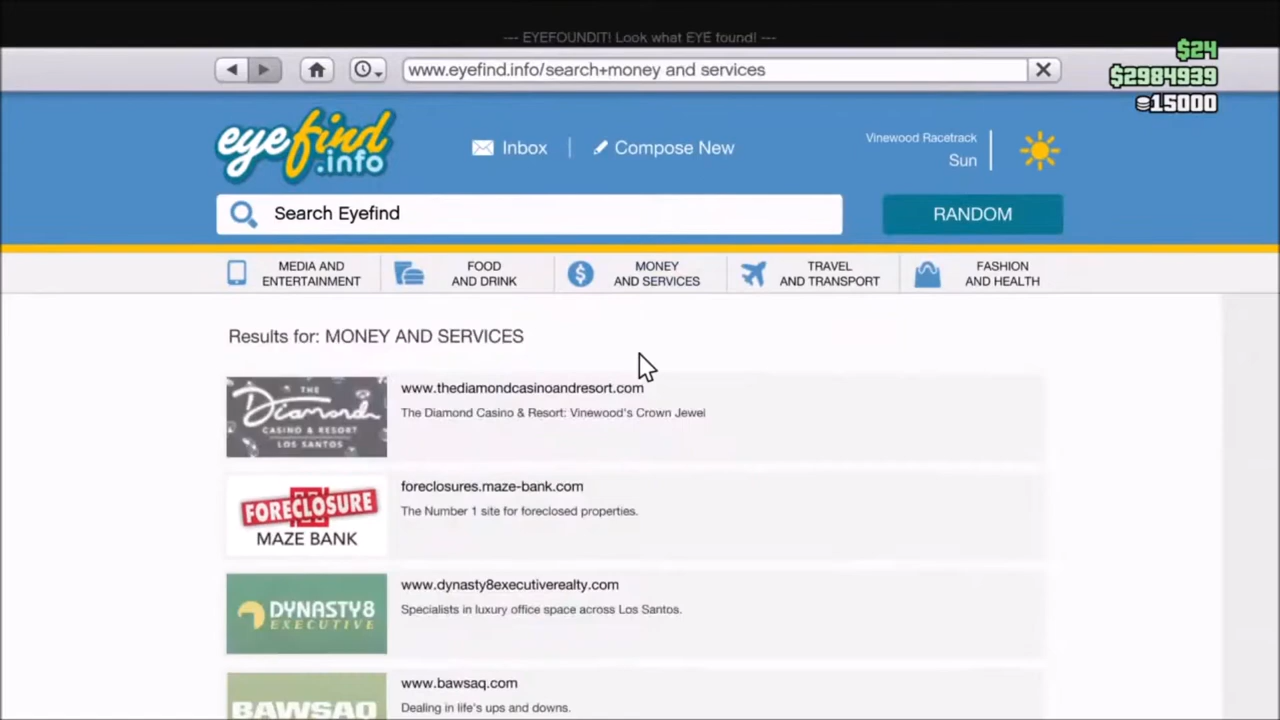 --- EYEFOUNDIT! Look what EYE found! ---
www.eyefind.info/search+money and services
$24
$2984939
15000
eyefind
.info
Inbox
Compose New
Vinewood Racetrack
Sun
Search Eyefind
RANDOM
MEDIA AND
ENTERTAINMENT
FOOD
AND DRINK
MONEY
AND SERVICES
TRAVEL
AND TRANSPORT
FASHION
AND HEALTH
Results for: MONEY AND SERVICES
THE
Diamond
CASINO & RESORT
LOS SANTOS
www.thediamondcasinoandresort.com
The Diamond Casino & Resort: Vinewood's Crown Jewel
FORECLOSURE
MAZE BANK
foreclosures.maze-bank.com
The Number 1 site for foreclosed properties.
DYNASTY8
EXECUTIVE
www.dynasty8executiverealty.com
Specialists in luxury office space across Los Santos.
BAWSAQ
www.bawsaq.com
Dealing in life's ups and downs.